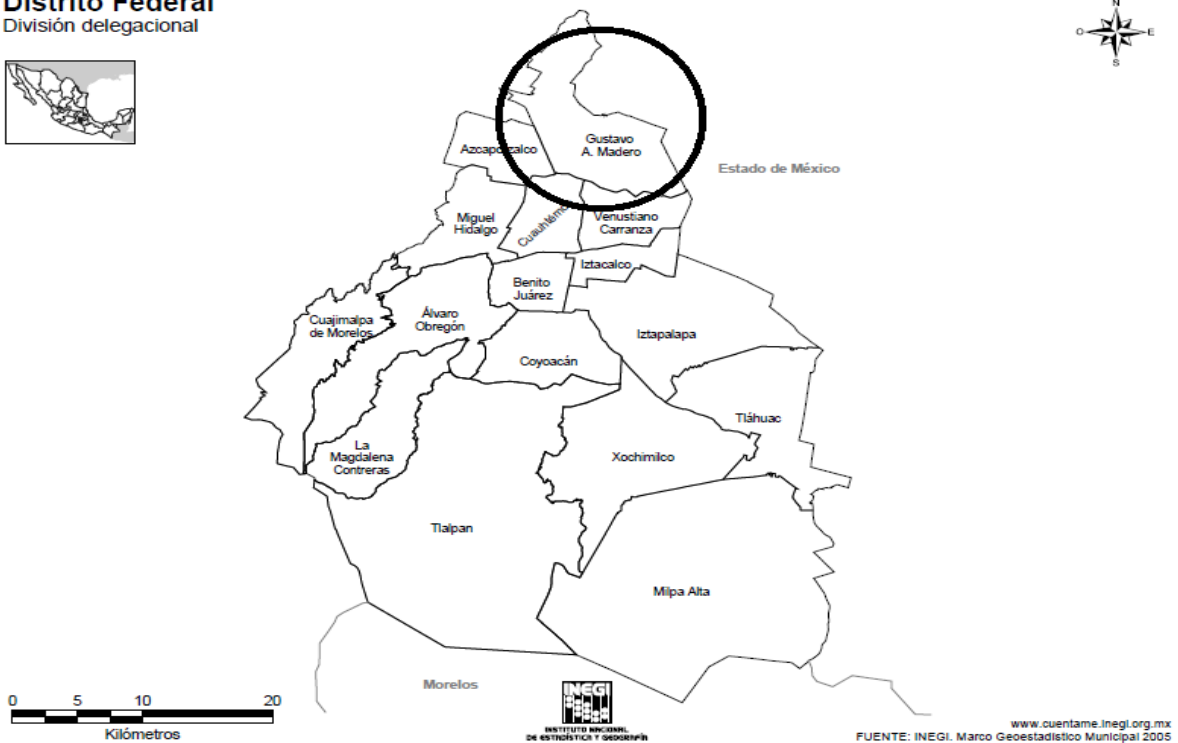 Distrito Federal
División delegacional
N
O
E
S
Gustavo
A. Madero
Azcapotzalco
Estado de México
Miguel
Hidalgo
Cuauhtémoc
Venustiano
Carranza
Iztacalco
Benito
Juárez
Cuajimalpa
de Morelos
Álvaro
Obregón
Iztapalapa
Coyoacán
Tláhuac
La
Magdalena
Contreras
Xochimilco
Tlalpan
Milpa Alta
Morelos
0 5 10 20
Kilómetros
INEGI
INSTITUTO NACIONAL
DE ESTADÍSTICA Y GEOGRAFÍA
www.cuentame.inegi.org.mx
FUENTE: INEGI. Marco Geoestadístico Municipal 2005